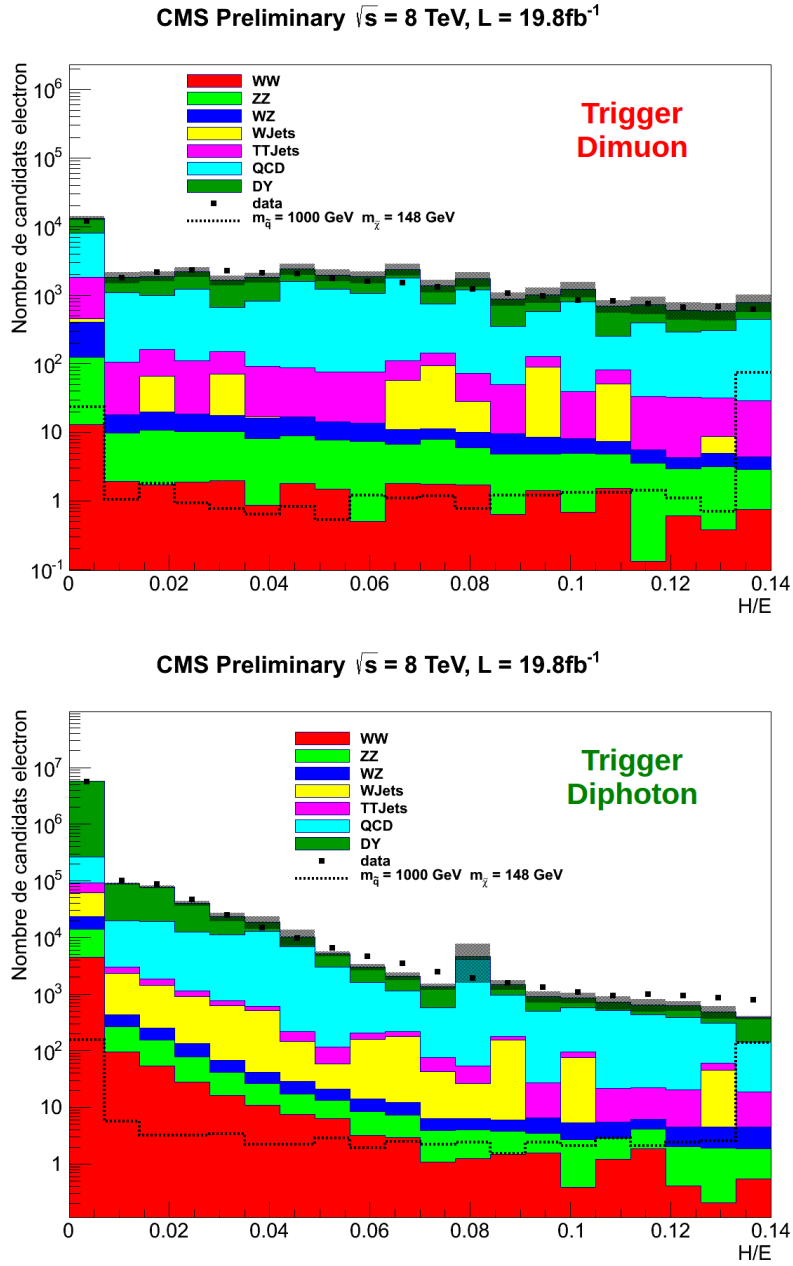 CMS Preliminary √s = 8 TeV, L = 19.8fb⁻¹
Nombre de candidats electron
10⁶
10⁵
10⁴
10³
10²
10
1
10⁻¹
WW
ZZ
WZ
WJets
TTJets
QCD
DY
data
m_q̃ = 1000 GeV m_χ̃ = 148 GeV
Trigger
Dimuon
0 0.02 0.04 0.06 0.08 0.1 0.12 0.14
H/E
CMS Preliminary √s = 8 TeV, L = 19.8fb⁻¹
Nombre de candidats electron
10⁷
10⁶
10⁵
10⁴
10³
10²
10
1
WW
ZZ
WZ
WJets
TTJets
QCD
DY
data
m_q̃ = 1000 GeV m_χ̃ = 148 GeV
Trigger
Diphoton
0 0.02 0.04 0.06 0.08 0.1 0.12 0.14
H/E